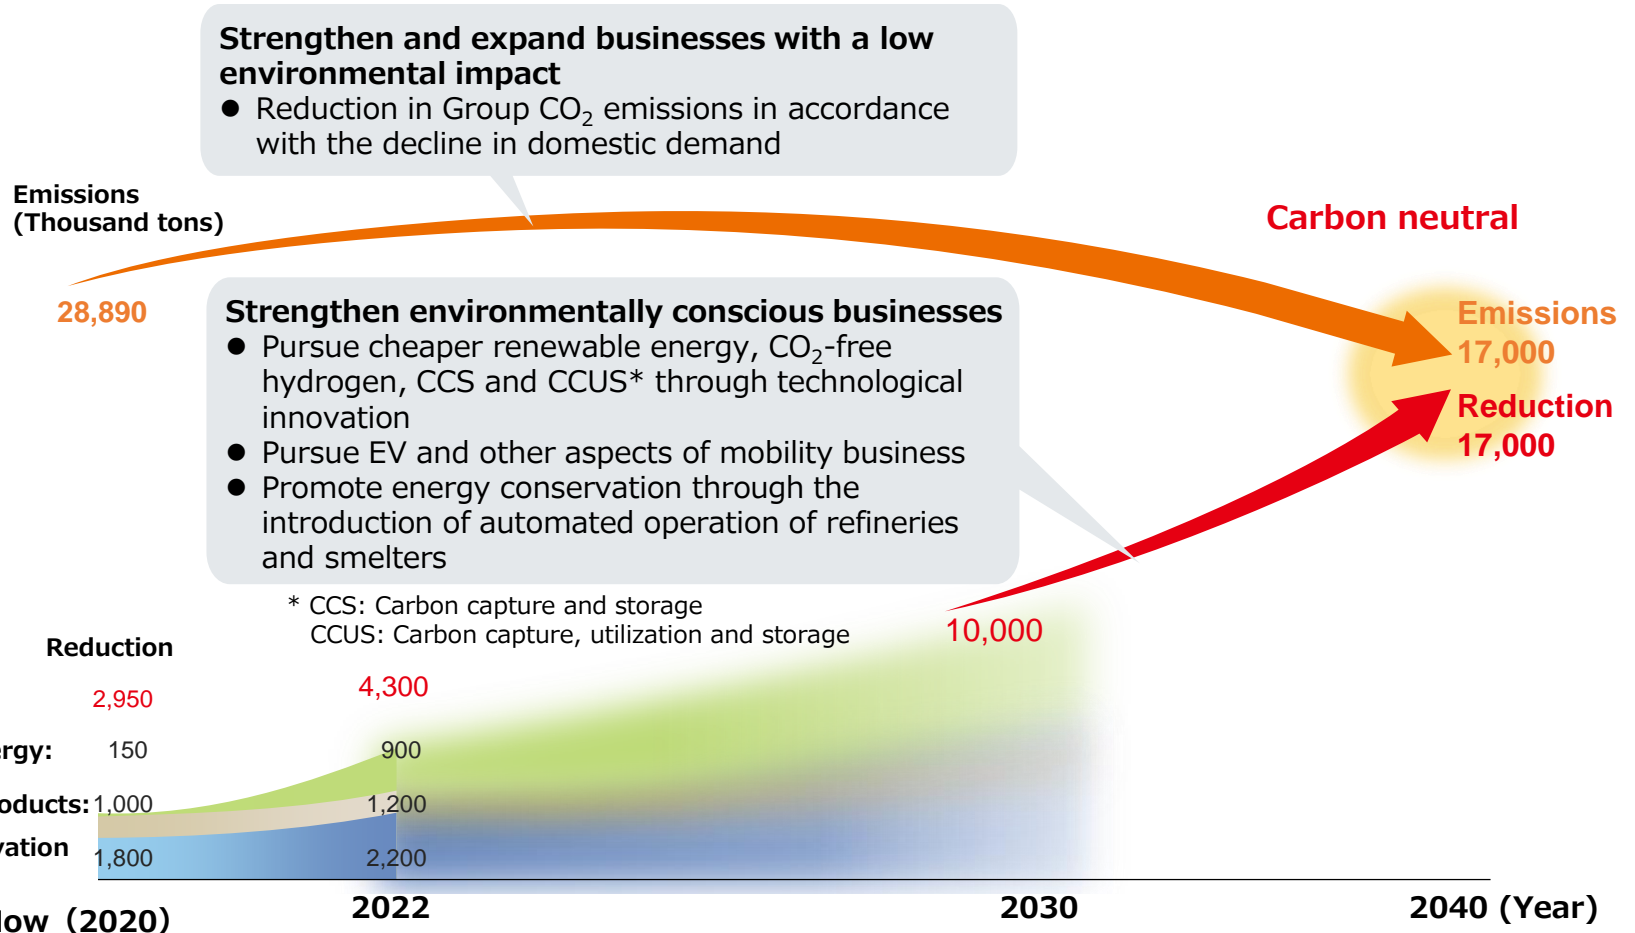 Strengthen and expand businesses with a low
environmental impact
● Reduction in Group CO₂ emissions in accordance
with the decline in domestic demand
Emissions
(Thousand tons)
28,890
Carbon neutral
Emissions
17,000
Reduction
17,000
Strengthen environmentally conscious businesses
● Pursue cheaper renewable energy, CO₂-free
hydrogen, CCS and CCUS* through technological
innovation
● Pursue EV and other aspects of mobility business
● Promote energy conservation through the
introduction of automated operation of refineries
and smelters
* CCS: Carbon capture and storage
CCUS: Carbon capture, utilization and storage
10,000
Reduction
2,950
4,300
ergy:
150
900
oducts:
1,000
1,200
vation
1,800
2,200
low（2020）
2022
2030
2040 (Year)